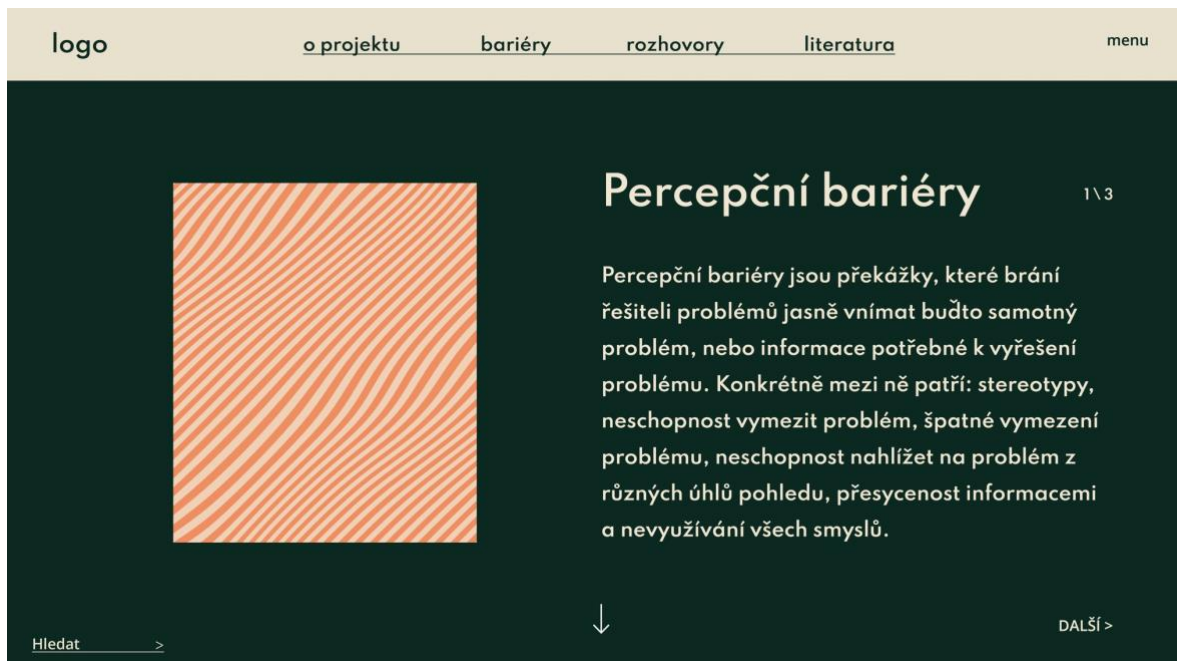 logo
o projektu bariéry rozhovory literatura
menu
Percepční bariéry
1\3
Percepční bariéry jsou překážky, které brání
řešiteli problémů jasně vnímat buďto samotný
problém, nebo informace potřebné k vyřešení
problému. Konkrétně mezi ně patří: stereotypy,
neschopnost vymezit problém, špatné vymezení
problému, neschopnost nahlížet na problém z
různých úhlů pohledu, přesycenost informacemi
a nevyužívání všech smyslů.
DALŠÍ >
Hledat >